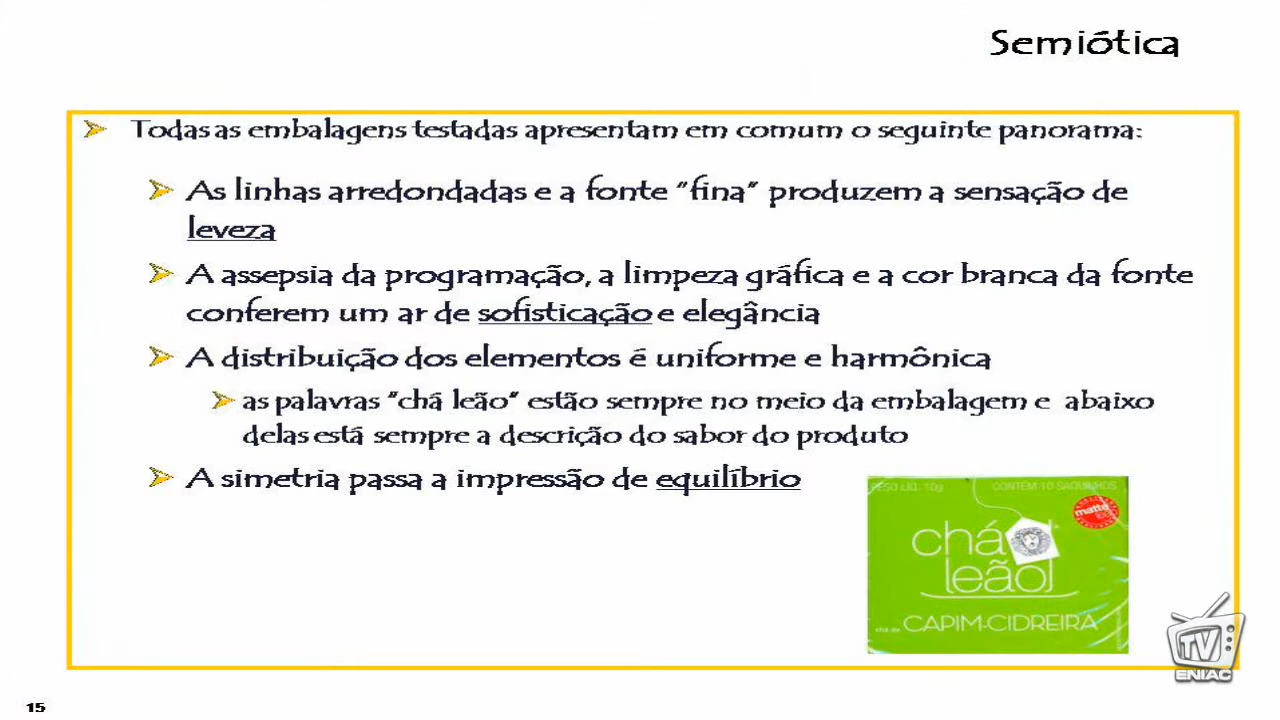 Semiótica
Todas as embalagens testadas apresentam em comum o seguinte panorama:
As linhas arredondadas e a fonte "fina" produzem a sensação de
leveza
A assepsia da programação, a limpeza gráfica e a cor branca da fonte
conferem um ar de sofisticação e elegância
A distribuição dos elementos é uniforme e harmônica
as palavras "chá leão" estão sempre no meio da embalagem e abaixo
delas está sempre a descrição do sabor do produto
A simetria passa a impressão de equilíbrio
PESO LÍQ. 10g CONTÉM 10 SAQUINHOS
matte
chá
leão
chá de CAPIM-CIDREIRA
TV
ENIAC
15